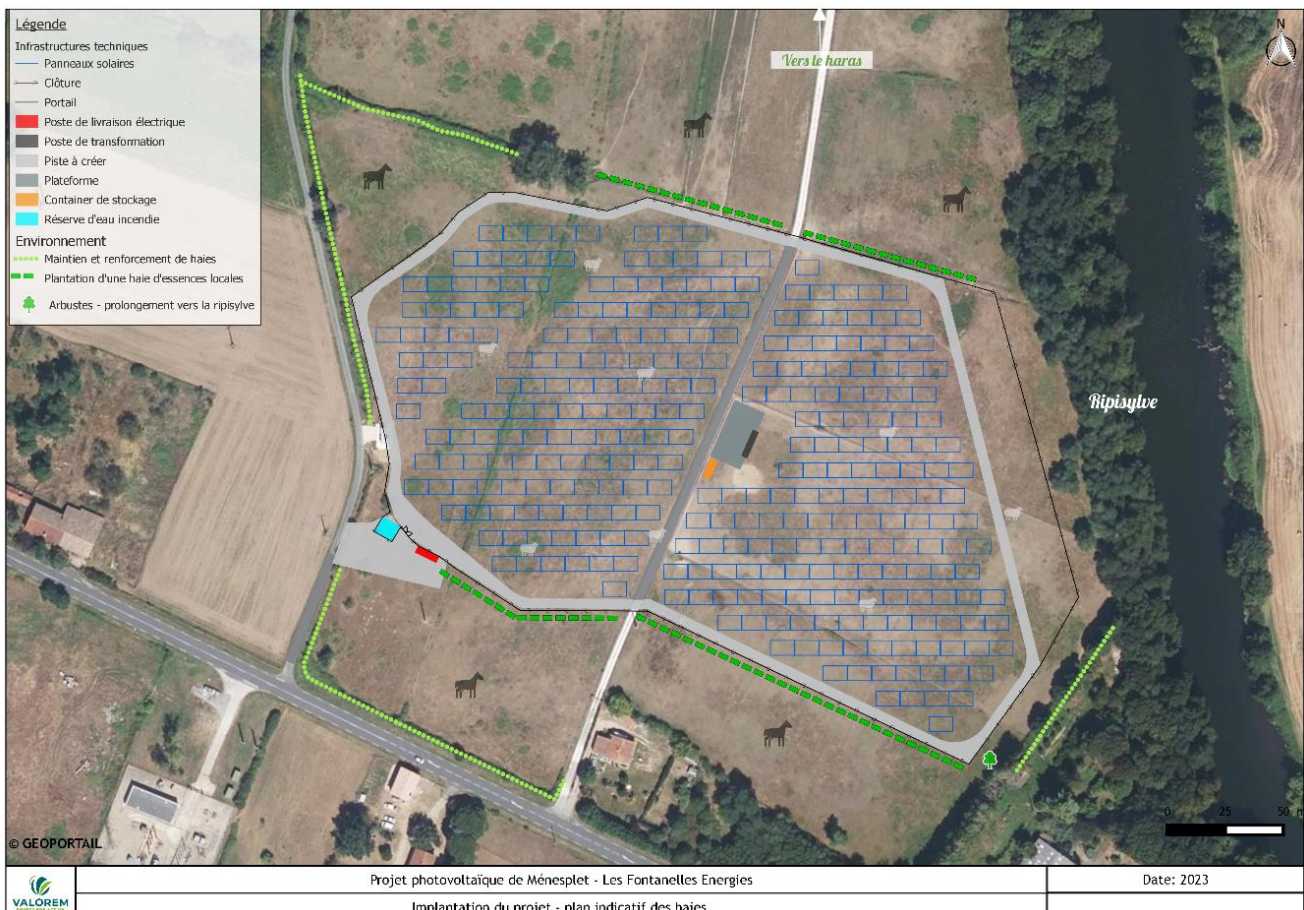 Légende
Infrastructures techniques
Panneaux solaires
Clôture
Portail
Poste de livraison électrique
Poste de transformation
Piste à créer
Plateforme
Container de stockage
Réserve d'eau incendie
Environnement
Maintien et renforcement de haies
Plantation d'une haie d'essences locales
Arbustes - prolongement vers la ripisylve
Vers le haras
N
Ripisylve
0 25 50 m
© GEOPORTAIL
VALOREM
Projet photovoltaïque de Ménesplet - Les Fontanelles Energies
Date: 2023
Implantation du projet - plan indicatif des haies